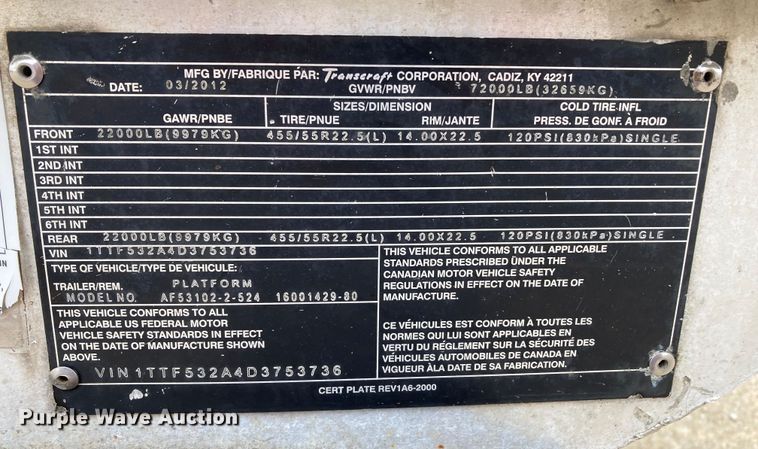 MFG BY/FABRIQUE PAR: Transcraft CORPORATION, CADIZ, KY 42211
DATE: 03/2012 GVWR/PNBV 72000LB(32659KG)
SIZES/DIMENSION COLD TIRE-INFL
GAWR/PNBE TIRE/PNUE RIM/JANTE PRESS. DE GONF. À FROID
FRONT 22000LB(9979KG) 455/55R22.5(L) 14.00X22.5 120PSI(830kPa)SINGLE
1ST INT
2ND INT
3RD INT
4TH INT
5TH INT
6TH INT
REAR 22000LB(9979KG) 455/55R22.5(L) 14.00X22.5 120PSI(830kPa)SINGLE
VIN 1TTF532A4D3753736
TYPE OF VEHICLE/TYPE DE VEHICULE:
TRAILER/REM. PLATFORM
MODEL NO. AF53102-2-524 16001429-80
THIS VEHICLE CONFORMS TO ALL
APPLICABLE US FEDERAL MOTOR
VEHICLE SAFETY STANDARDS IN EFFECT
ON THE DATE OF MANUFACTURE SHOWN
ABOVE.
VIN 1TTF532A4D3753736
THIS VEHICLE CONFORMS TO ALL APPLICABLE
STANDARDS PRESCRIBED ÜNDER THE
CANADIAN MOTOR VEHICLE SAFETY
REGULATIONS IN EFFECT ON THE DATE OF
MANUFACTURE.
CE VÉHICULES EST CONFORM À TOUTES LES
NORMES QUI LUI SONT APPLICABLES EN
VERTU DU RÉGLEMENT SUR LA SÉCURITÉ DES
VÉHICULES AUTOMOBILES DE CANADA EN
VIGUEUR ÀLA DATE DE SA FABRICATION.
CERT PLATE REV1A6-2000
Purple Wave Auction